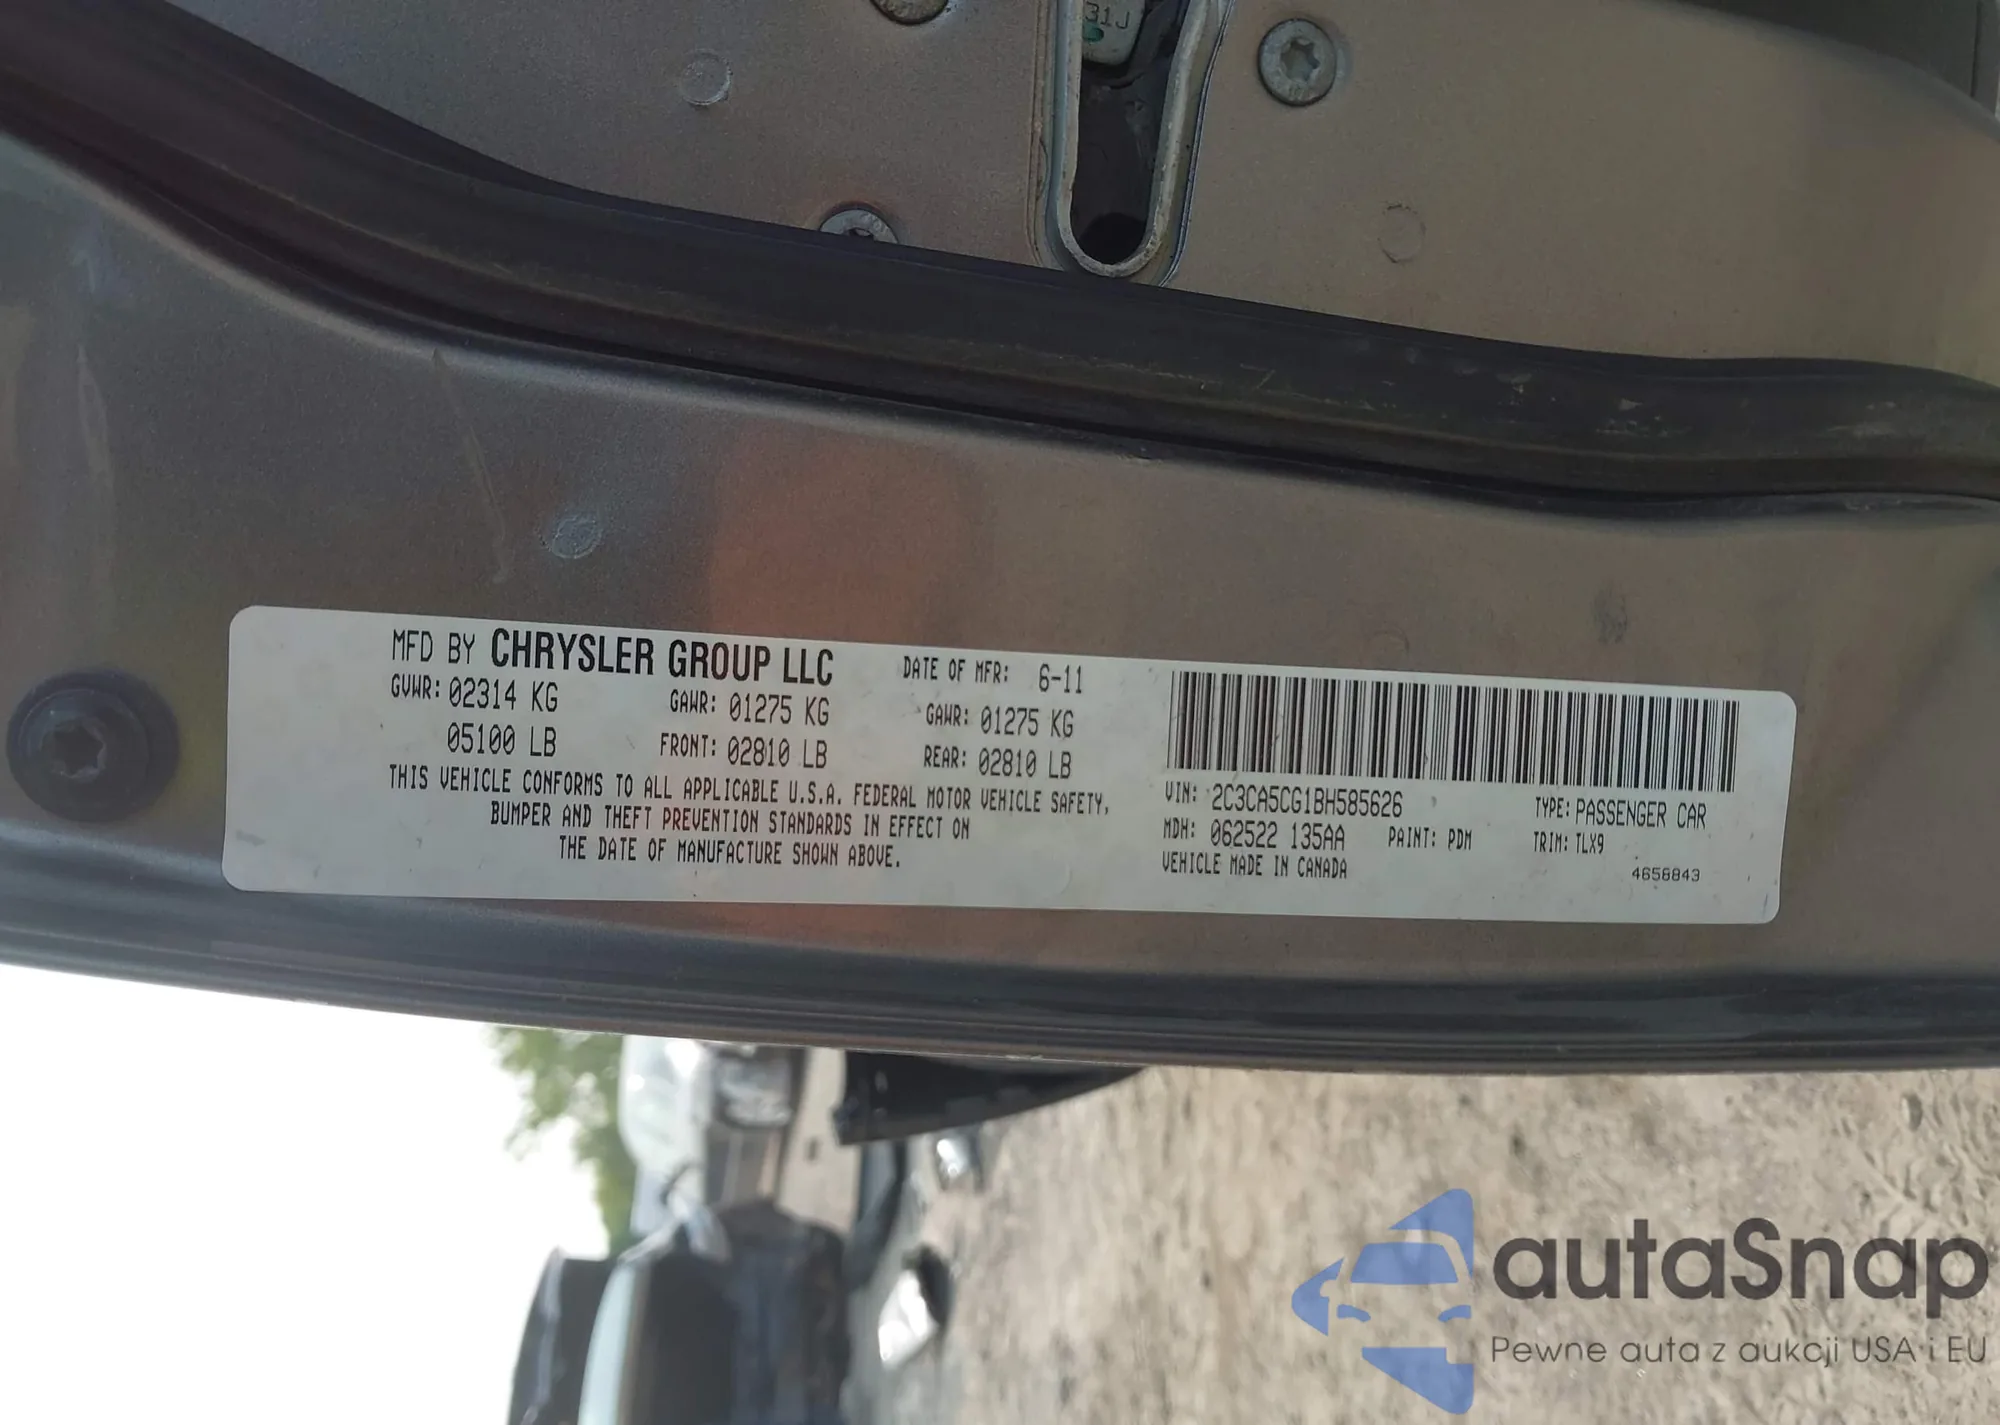 31J
MFD BY CHRYSLER GROUP LLC
DATE OF MFR: 6-11
GVWR: 02314 KG
GAWR: 01275 KG
GAWR: 01275 KG
05100 LB
FRONT: 02810 LB
REAR: 02810 LB
THIS VEHICLE CONFORMS TO ALL APPLICABLE U.S.A. FEDERAL MOTOR VEHICLE SAFETY,
BUMPER AND THEFT PREVENTION STANDARDS IN EFFECT ON
THE DATE OF MANUFACTURE SHOWN ABOVE.
VIN: 2C3CA5CG1BH585626
TYPE: PASSENGER CAR
MDH: 062522 135AA
PAINT: PDM
TRIM: TLX9
VEHICLE MADE IN CANADA
4658843
autaSnap
Pewne auta z aukcji USA i EU